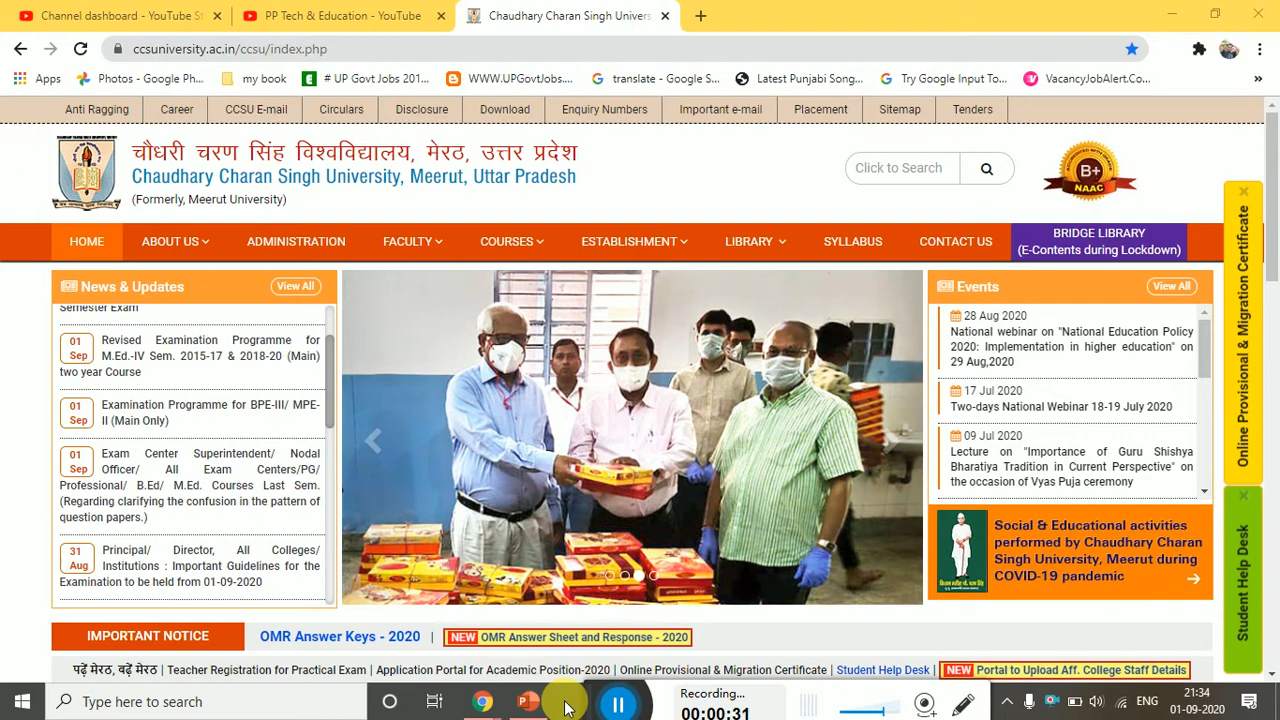 Channel dashboard - YouTube St
PP Tech & Education - YouTube
Chaudhary Charan Singh Univers
ccsuniversity.ac.in/ccsu/index.php
Apps
Photos - Google Ph...
my book
# UP Govt Jobs 201...
WWW.UPGovtJobs....
translate - Google S...
Latest Punjabi Song...
Try Google Input To...
VacancyJobAlert.Co...
Anti Ragging
Career
CCSU E-mail
Circulars
Disclosure
Download
Enquiry Numbers
Important e-mail
Placement
Sitemap
Tenders
चौधरी चरण सिंह विश्वविद्यालय, मेरठ, उत्तर प्रदेश
Chaudhary Charan Singh University, Meerut, Uttar Pradesh
(Formerly, Meerut University)
Click to Search
B+
NAAC
HOME
ABOUT US
ADMINISTRATION
FACULTY
COURSES
ESTABLISHMENT
LIBRARY
SYLLABUS
CONTACT US
BRIDGE LIBRARY
(E-Contents during Lockdown)
News & Updates
View All
Semester Exam
01
Sep
Revised Examination Programme for
M.Ed.-IV Sem. 2015-17 & 2018-20 (Main)
two year Course
01
Sep
Examination Programme for BPE-III/ MPE-
II (Main Only)
01
Sep
Exam Center Superintendent/ Nodal
Officer/ All Exam Centers/PG/
Professional/ B.Ed/ M.Ed. Courses Last Sem.
(Regarding clarifying the confusion in the pattern of
question papers.)
31
Aug
Principal/ Director, All Colleges/
Institutions : Important Guidelines for the
Examination to be held from 01-09-2020
Events
View All
28 Aug 2020
National webinar on "National Education Policy
2020: Implementation in higher education" on
29 Aug,2020
17 Jul 2020
Two-days National Webinar 18-19 July 2020
09 Jul 2020
Lecture on "Importance of Guru Shishya
Bharatiya Tradition in Current Perspective" on
the occasion of Vyas Puja ceremony
Social & Educational activities
performed by Chaudhary Charan
Singh University, Meerut during
COVID-19 pandemic
Online Provisional & Migration Certificate
Student Help Desk
IMPORTANT NOTICE
OMR Answer Keys - 2020 |
NEW OMR Answer Sheet and Response - 2020
पढ़ें मेरठ, बढ़ें मेरठ | Teacher Registration for Practical Exam | Application Portal for Academic Position-2020 | Online Provisional & Migration Certificate | Student Help Desk | NEW Portal to Upload Aff. College Staff Details
Type here to search
Recording...
00:00:31
ENG
21:34
01-09-2020